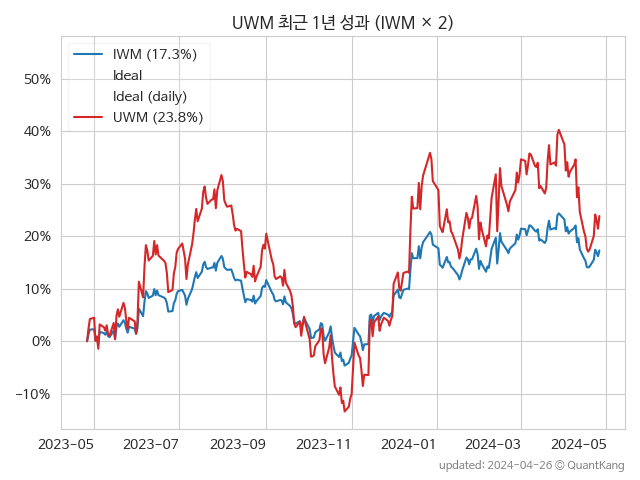 UWM 최근 1년 성과 (IWM × 2)
IWM (17.3%)
Ideal
Ideal (daily)
UWM (23.8%)
50%
40%
30%
20%
10%
0%
−10%
2023-05 2023-07 2023-09 2023-11 2024-01 2024-03 2024-05
updated: 2024-04-26 © QuantKang